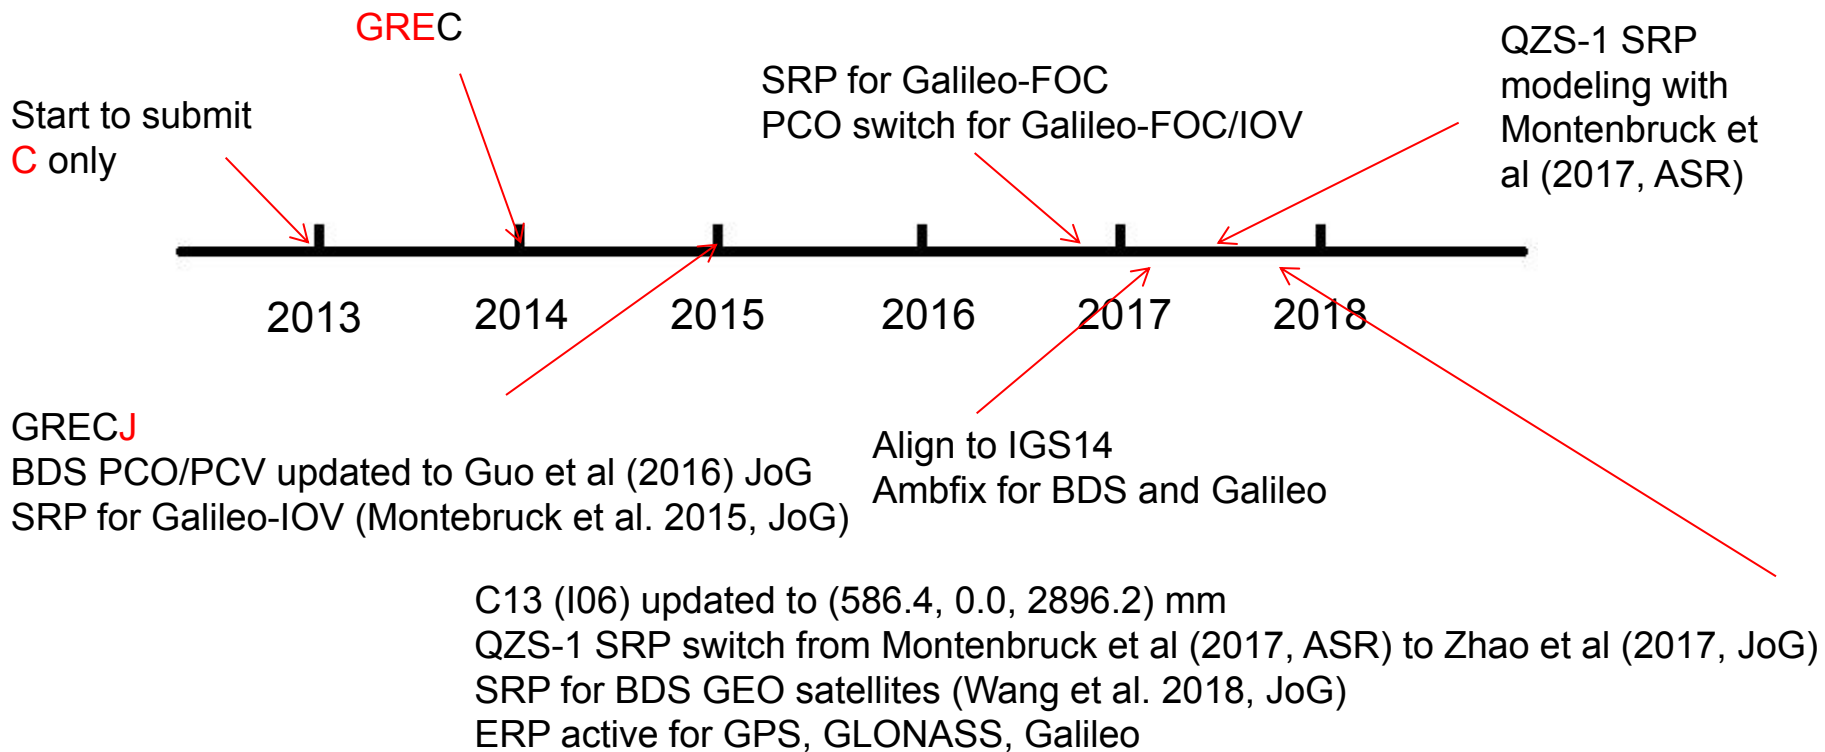 GREC
Start to submit
C only
SRP for Galileo-FOC
PCO switch for Galileo-FOC/IOV
QZS-1 SRP
modeling with
Montenbruck et
al (2017, ASR)
2013
2014
2015
2016
2017
2018
GRECJ
BDS PCO/PCV updated to Guo et al (2016) JoG
SRP for Galileo-IOV (Montebruck et al. 2015, JoG)
Align to IGS14
Ambfix for BDS and Galileo
C13 (I06) updated to (586.4, 0.0, 2896.2) mm
QZS-1 SRP switch from Montenbruck et al (2017, ASR) to Zhao et al (2017, JoG)
SRP for BDS GEO satellites (Wang et al. 2018, JoG)
ERP active for GPS, GLONASS, Galileo